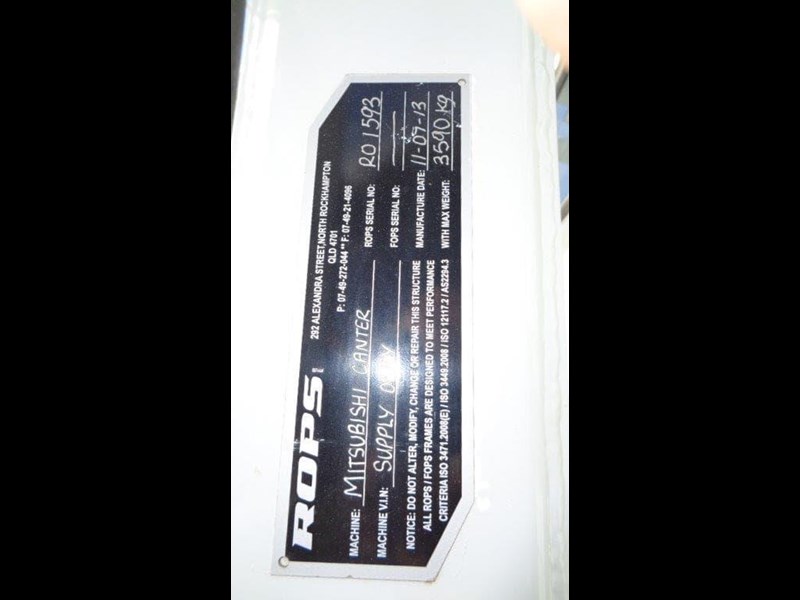 ROPS
292 ALEXANDRA STREET,NORTH ROCKHAMPTON
QLD 4701
P: 07-49-272-044 ** F: 07-49-21-4096
MACHINE: MITSUBISHI CANTER ROPS SERIAL NO: RO1593
MACHINE V.I.N: SUPPLY ONLY FOPS SERIAL NO: —
NOTICE: DO NOT ALTER, MODIFY, CHANGE OR REPAIR THIS STRUCTURE MANUFACTURE DATE: 11-09-13
ALL ROPS / FOPS FRAMES ARE DESIGNED TO MEET PERFORMANCE WITH MAX WEIGHT: 3590 kg
CRITERIA ISO 3471.2008(E) / ISO 3449.2008 / ISO 12117.2 / AS2294.3